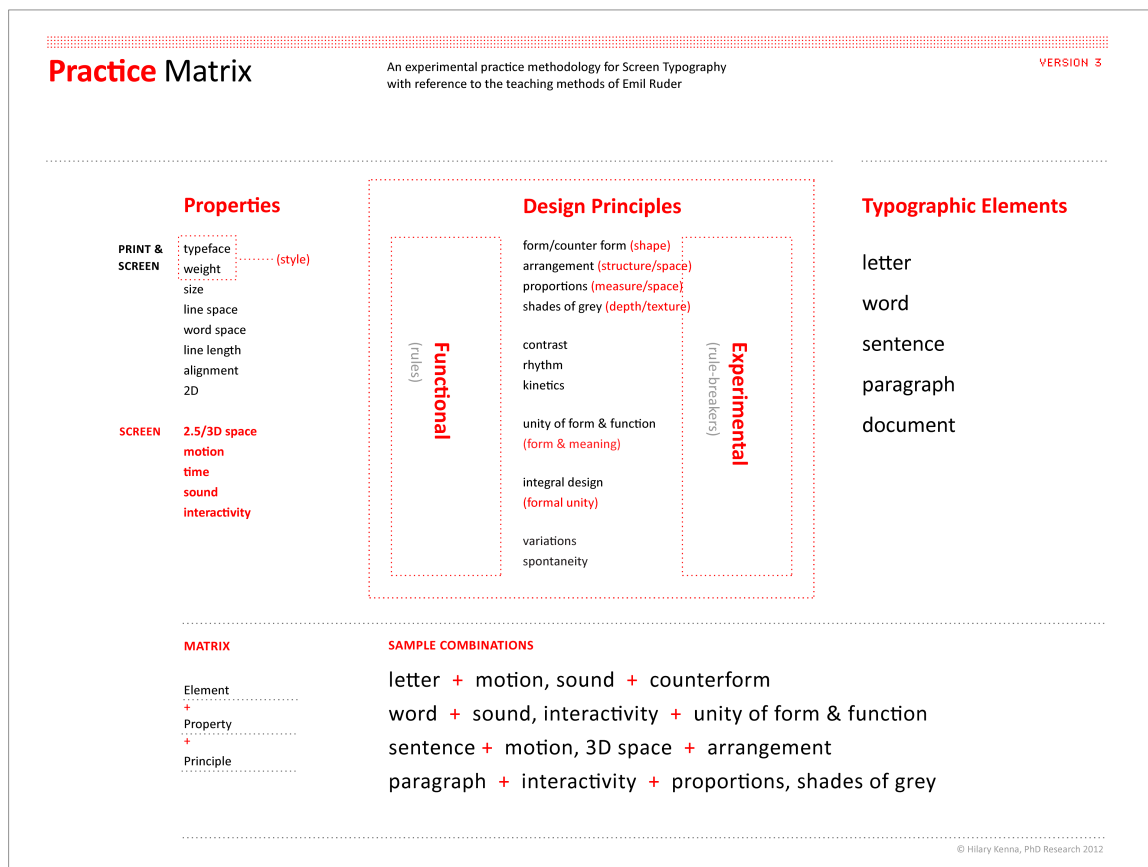 Practice Matrix
An experimental practice methodology for Screen Typography
with reference to the teaching methods of Emil Ruder
VERSION 3
Properties
PRINT &
SCREEN
typeface
weight
(style)
size
line space
word space
line length
alignment
2D
SCREEN
2.5/3D space
motion
time
sound
interactivity
Design Principles
Functional
(rules)
form/counter form (shape)
arrangement (structure/space)
proportions (measure/space)
shades of grey (depth/texture)
contrast
rhythm
kinetics
unity of form & function
(form & meaning)
integral design
(formal unity)
variations
spontaneity
Experimental
(rule-breakers)
Typographic Elements
letter
word
sentence
paragraph
document
MATRIX
Element
+
Property
+
Principle
SAMPLE COMBINATIONS
letter + motion, sound + counterform
word + sound, interactivity + unity of form & function
sentence + motion, 3D space + arrangement
paragraph + interactivity + proportions, shades of grey
© Hilary Kenna, PhD Research 2012